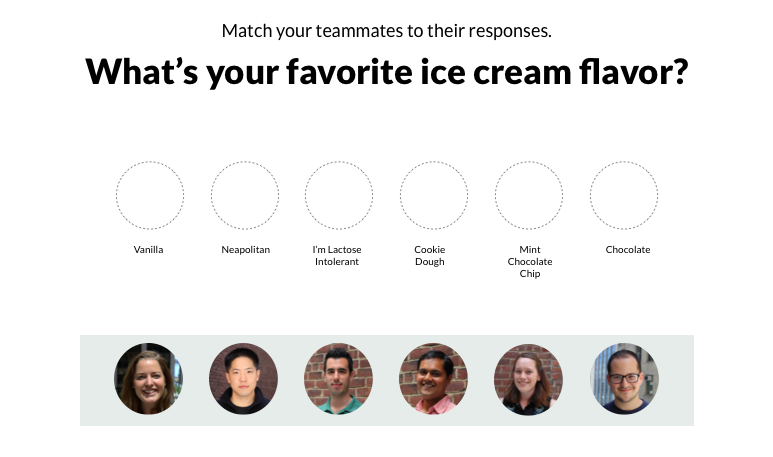 Match your teammates to their responses.
What's your favorite ice cream flavor?
Vanilla
Neapolitan
I'm Lactose
Intolerant
Cookie
Dough
Mint
Chocolate
Chip
Chocolate